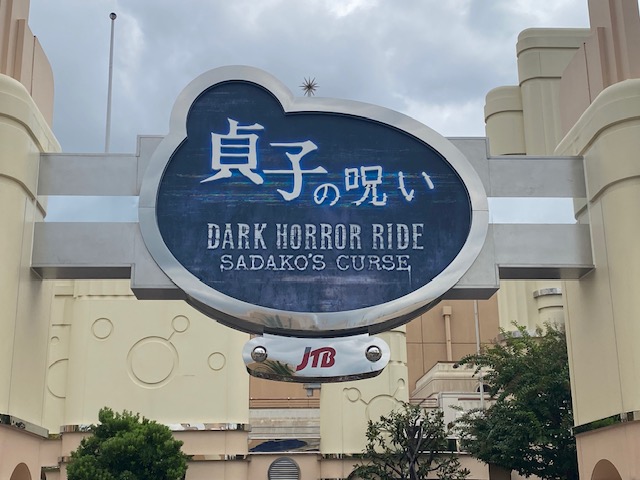 貞子の呪い
DARK HORROR RIDE
SADAKO'S CURSE
JTB